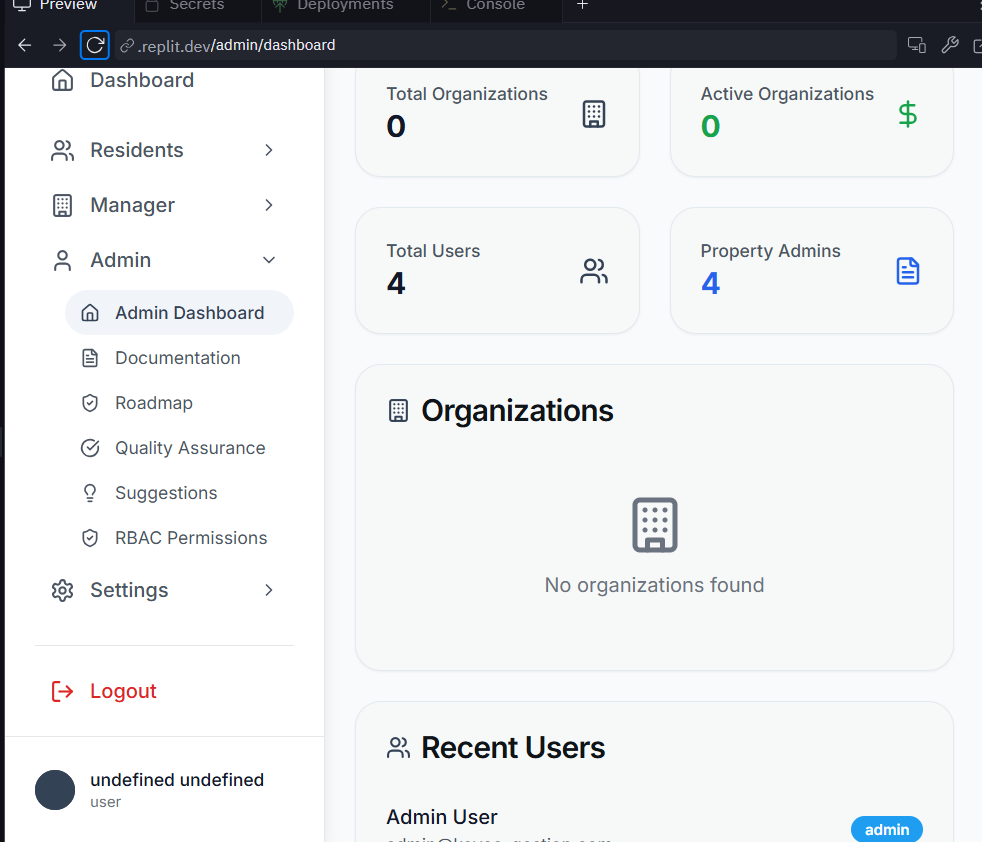 Preview
Secrets
Deployments
Console
.replit.dev/admin/dashboard
Dashboard
Residents
Manager
Admin
Admin Dashboard
Documentation
Roadmap
Quality Assurance
Suggestions
RBAC Permissions
Settings
Logout
undefined undefined
user
Total Organizations
0
Active Organizations
0
Total Users
4
Property Admins
4
Organizations
No organizations found
Recent Users
Admin User
admin